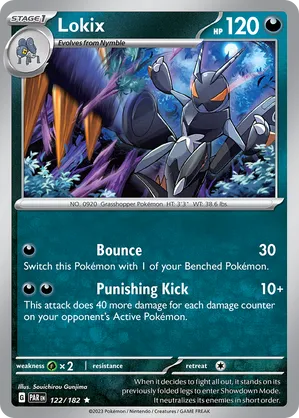 STAGE 1
Lokix
HP 120
Evolves from Nymble
NO. 0920 Grasshopper Pokémon HT: 3'3" WT: 38.6 lbs.
Bounce 30
Switch this Pokémon with 1 of your Benched Pokémon.
Punishing Kick 10+
This attack does 40 more damage for each damage counter on your opponent's Active Pokémon.
weakness ×2 resistance retreat
Illus. Souichirou Gunjima
G PAR EN 122/182 ★
When it decides to fight all out, it stands on its
previously folded legs to enter Showdown Mode.
It neutralizes its enemies in short order.
©2023 Pokémon / Nintendo / Creatures / GAME FREAK